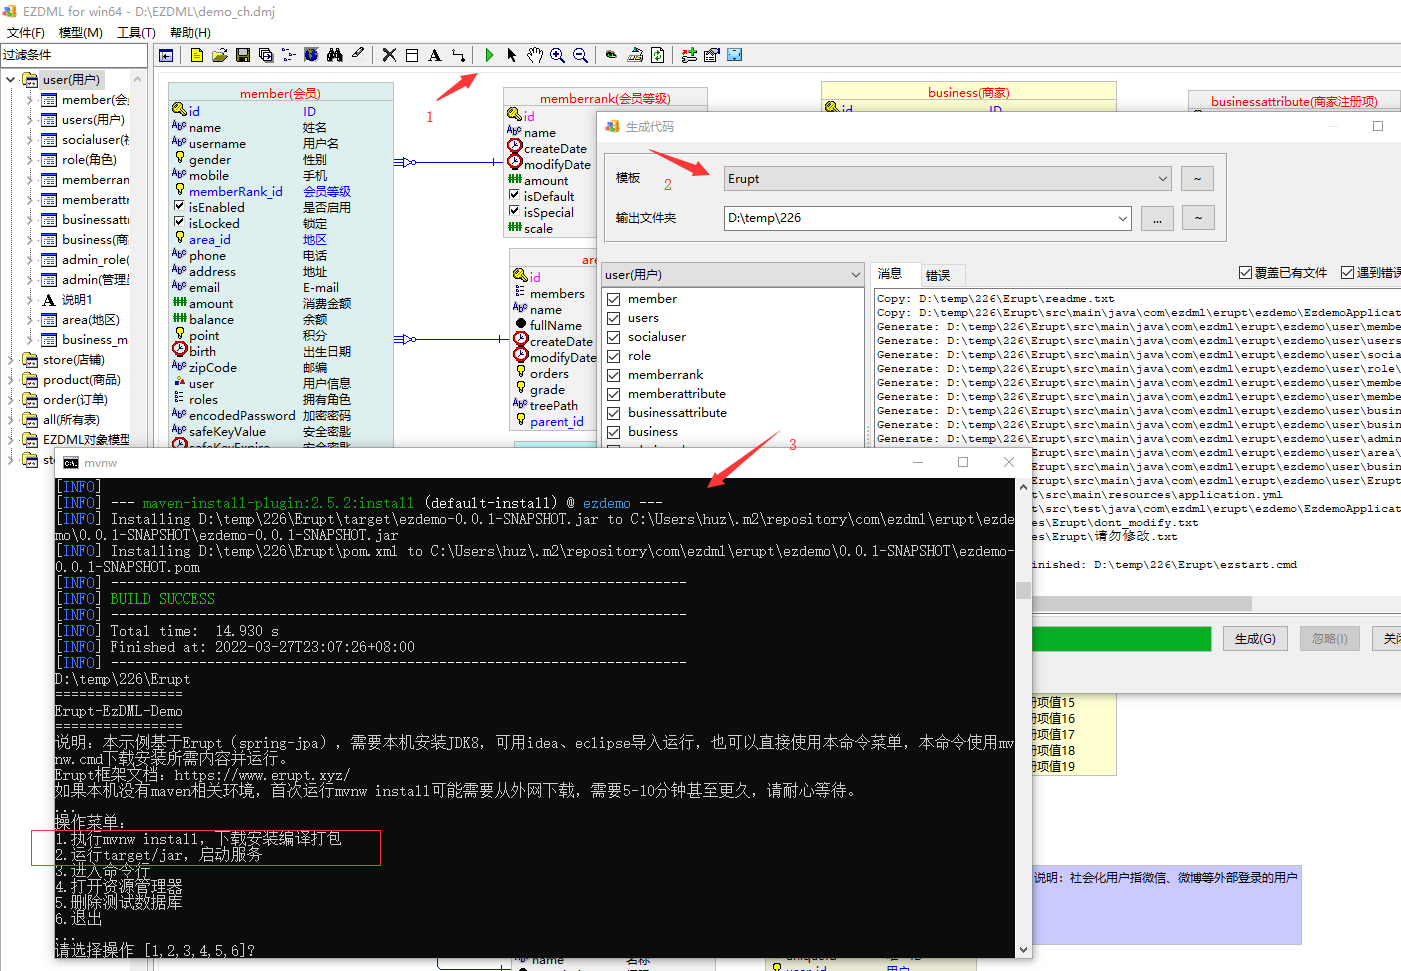 EZDML for win64 - D:\EZDML\demo_ch.dmj
文件(F) 模型(M) 工具(T) 帮助(H)
过滤条件
user(用户)
member(会
users(用户)
socialuser(社
role(角色)
memberran
memberattr
businessattr
business(商
admin_role(
admin(管理
说明1
area(地区)
business_m
store(店铺)
product(商品)
order(订单)
all(所有表)
EZDML对象模型
st
1
member(会员)
id ID
name 姓名
username 用户名
gender 性别
mobile 手机
memberRank_id 会员等级
isEnabled 是否启用
isLocked 锁定
area_id 地区
phone 电话
address 地址
email E-mail
amount 消费金额
balance 余额
point 积分
birth 出生日期
zipCode 邮编
user 用户信息
roles 拥有角色
encodedPassword 加密密码
safeKeyValue 安全密匙
safeKeyExpire 安全密匙
memberrank(会员等级)
id
name
createDate
modifyDate
amount
isDefault
isSpecial
scale
are
id
members
name
fullName
createDate
modifyDate
orders
grade
treePath
parent_id
business(商家)
id ID
businessattribute(商家注册项)
生成代码
模板 2 Erupt ~
输出文件夹 D:\temp\226 ... ~
user(用户)
member
users
socialuser
role
memberrank
memberattribute
businessattribute
business
消息 错误 覆盖已有文件 遇到错误
Copy: D:\temp\226\Erupt\readme.txt
Copy: D:\temp\226\Erupt\src\main\java\com\ezdml\erupt\ezdemo\EzdemoApplicat
Generate: D:\temp\226\Erupt\src\main\java\com\ezdml\erupt\ezdemo\user\membe
Generate: D:\temp\226\Erupt\src\main\java\com\ezdml\erupt\ezdemo\user\users
Generate: D:\temp\226\Erupt\src\main\java\com\ezdml\erupt\ezdemo\user\socia
Generate: D:\temp\226\Erupt\src\main\java\com\ezdml\erupt\ezdemo\user\role\
Generate: D:\temp\226\Erupt\src\main\java\com\ezdml\erupt\ezdemo\user\membe
Generate: D:\temp\226\Erupt\src\main\java\com\ezdml\erupt\ezdemo\user\membe
Generate: D:\temp\226\Erupt\src\main\java\com\ezdml\erupt\ezdemo\user\busin
Generate: D:\temp\226\Erupt\src\main\java\com\ezdml\erupt\ezdemo\user\busin
Generate: D:\temp\226\Erupt\src\main\java\com\ezdml\erupt\ezdemo\user\admin
t\src\main\java\com\ezdml\erupt\ezdemo\user\area\
t\src\main\java\com\ezdml\erupt\ezdemo\user\busin
t\src\main\java\com\ezdml\erupt\ezdemo\user\Erupt
t\src\main\resources\application.yml
t\src\test\java\com\ezdml\erupt\ezdemo\EzdemoApplicat
es\Erupt\dont_modify.txt
es\Erupt\请勿修改.txt
inished: D:\temp\226\Erupt\ezstart.cmd
生成(G) 忽略(I) 关闭
3
mvnw
[INFO]
[INFO] --- maven-install-plugin:2.5.2:install (default-install) @ ezdemo ---
[INFO] Installing D:\temp\226\Erupt\target\ezdemo-0.0.1-SNAPSHOT.jar to C:\Users\huz\.m2\repository\com\ezdml\erupt\ezde
mo\0.0.1-SNAPSHOT\ezdemo-0.0.1-SNAPSHOT.jar
[INFO] Installing D:\temp\226\Erupt\pom.xml to C:\Users\huz\.m2\repository\com\ezdml\erupt\ezdemo\0.0.1-SNAPSHOT\ezdemo-
0.0.1-SNAPSHOT.pom
[INFO] ------------------------------------------------------------------------
[INFO] BUILD SUCCESS
[INFO] ------------------------------------------------------------------------
[INFO] Total time:  14.930 s
[INFO] Finished at: 2022-03-27T23:07:26+08:00
[INFO] ------------------------------------------------------------------------
D:\temp\226\Erupt
================
Erupt-EzDML-Demo
================
说明：本示例基于Erupt（spring-jpa），需要本机安装JDK8，可用idea、eclipse导入运行，也可以直接使用本命令菜单，本命令使用mv
nw.cmd下载安装所需内容并运行。
Erupt框架文档：https://www.erupt.xyz/
如果本机没有maven相关环境，首次运行mvnw install可能需要从外网下载，需要5-10分钟甚至更久，请耐心等待。
...
操作菜单：
1.执行mvnw install，下载安装编译打包
2.运行target/jar，启动服务
3.进入命令行
4.打开资源管理器
5.删除测试数据库
6.退出
...
请选择操作 [1,2,3,4,5,6]?
册项值15
册项值16
册项值17
册项值18
册项值19
说明：社会化用户指微信、微博等外部登录的用户
name 名称
user_id 用户